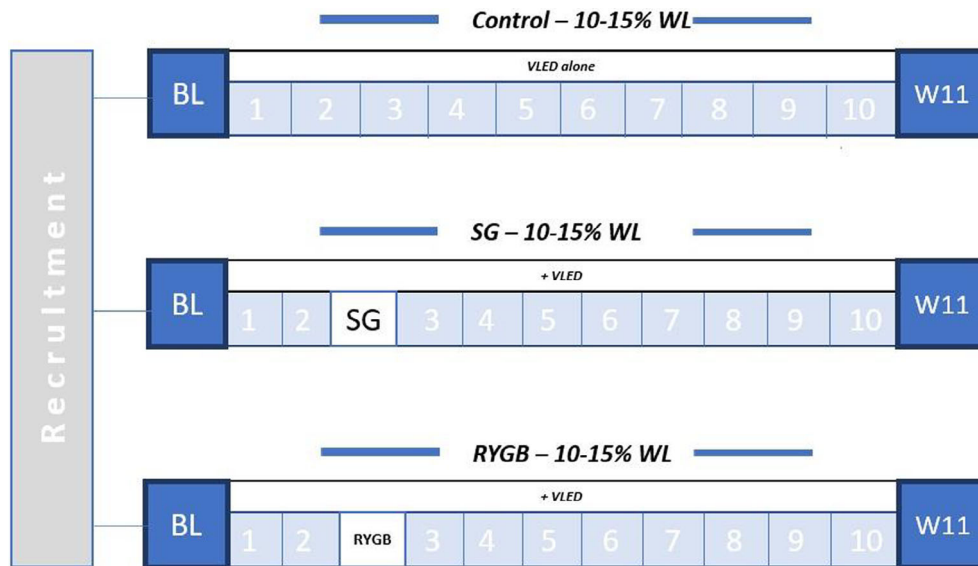 Recruitment
Control – 10-15% WL
BL
VLED alone
1 2 3 4 5 6 7 8 9 10
W11
SG – 10-15% WL
BL
+ VLED
1 2 SG 3 4 5 6 7 8 9 10
W11
RYGB – 10-15% WL
BL
+ VLED
1 2 RYGB 3 4 5 6 7 8 9 10
W11